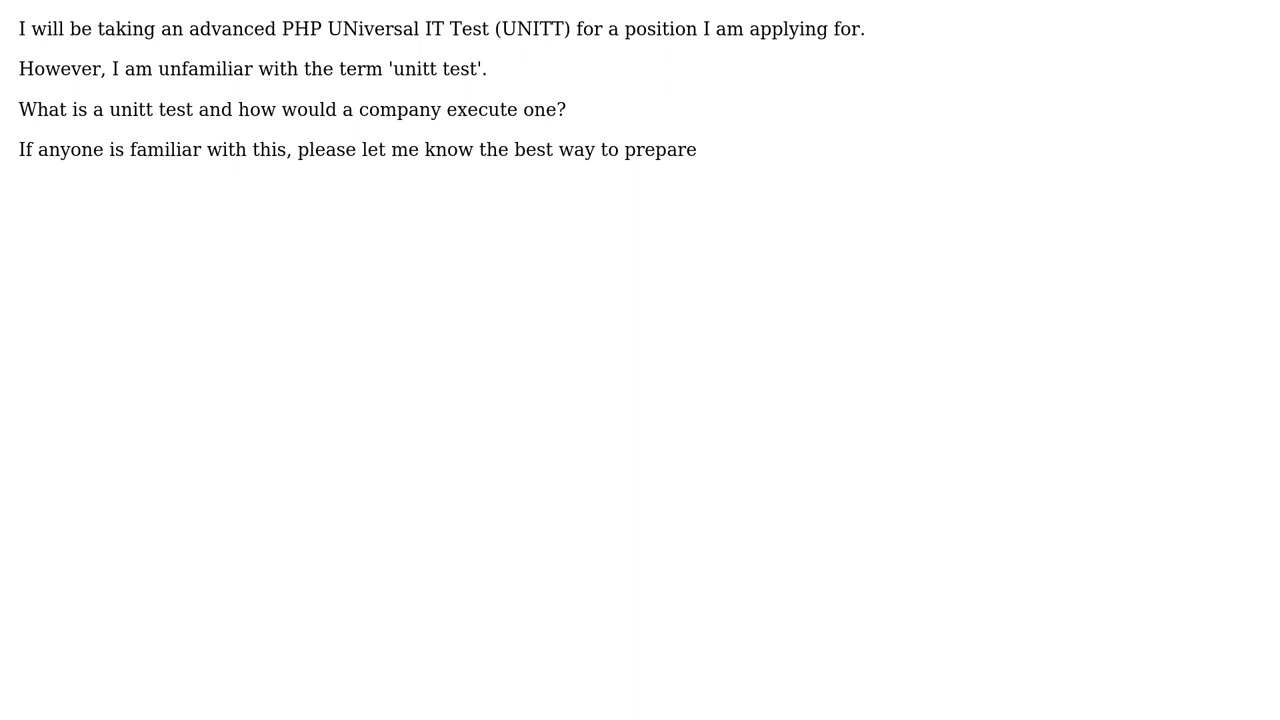 I will be taking an advanced PHP UNiversal IT Test (UNITT) for a position I am applying for.
However, I am unfamiliar with the term 'unitt test'.
What is a unitt test and how would a company execute one?
If anyone is familiar with this, please let me know the best way to prepare